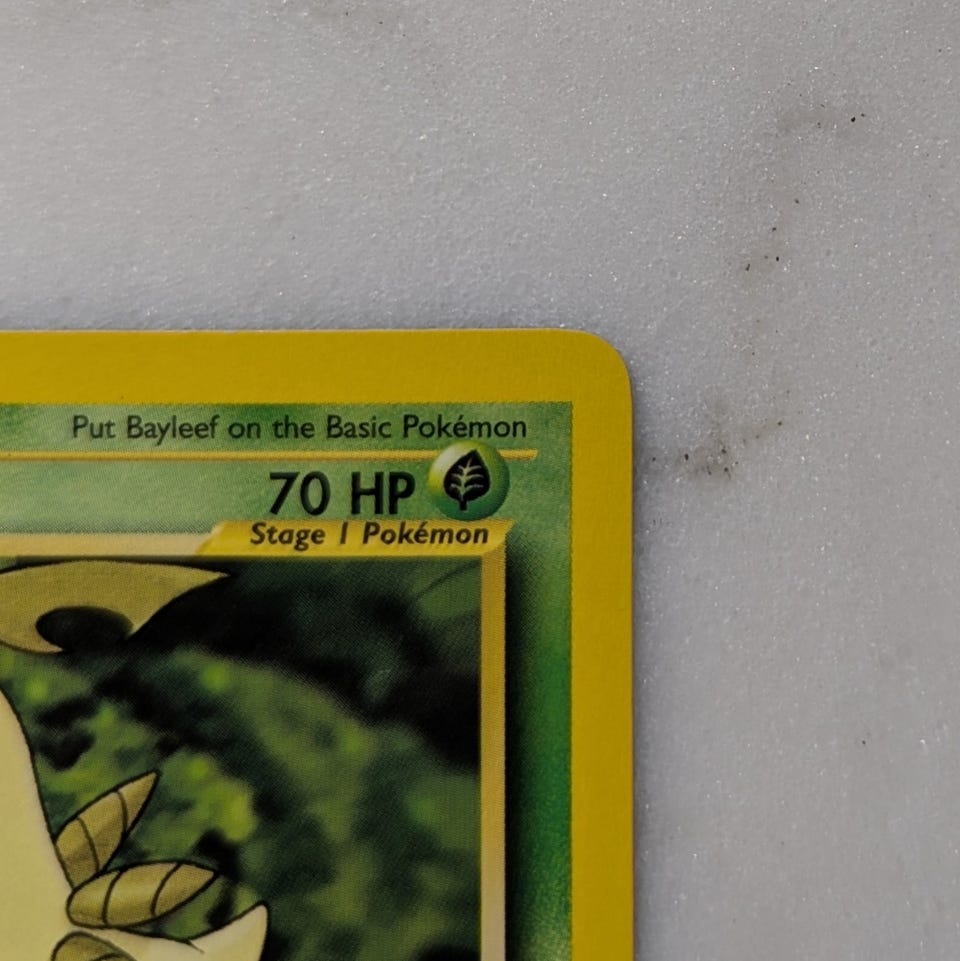 Put Bayleef on the Basic Pokémon
70 HP
Stage 1 Pokémon